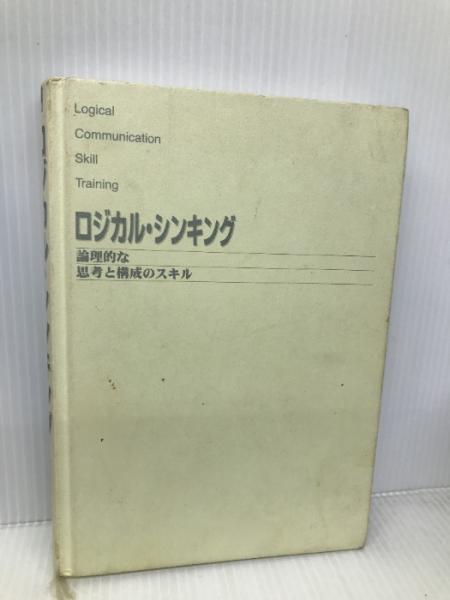 Logical
Communication
Skill
Training
ロジカル・シンキング
論理的な
思考と構成のスキル